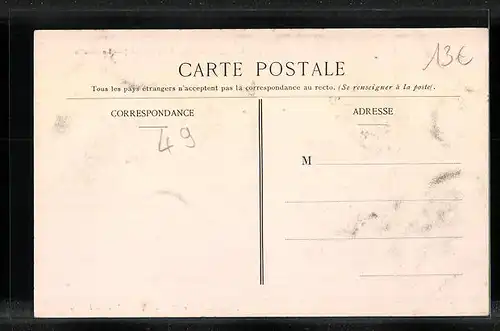 13€
CARTE POSTALE
Tous les pays étrangers n'acceptent pas la correspondance au recto. (Se renseigner à la poste).
CORRESPONDANCE
ADRESSE
49
M